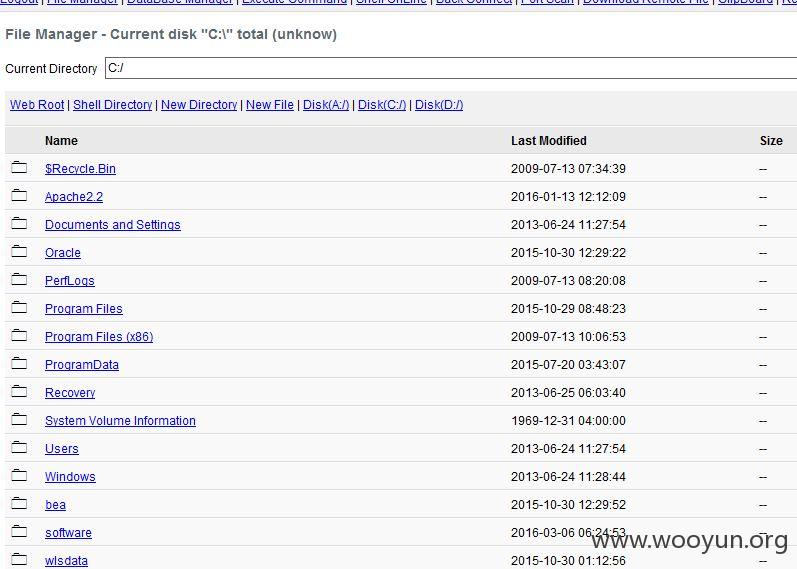 Logout | File Manager | DataBase Manager | Execute Command | Shell OnLine | Back Connect | Port Scan | Download Remote File | ClipBoard |
File Manager - Current disk "C:\" total (unknow)
Current Directory C:/
Web Root | Shell Directory | New Directory | New File | Disk(A:/) | Disk(C:/) | Disk(D:/)
Name Last Modified Size
$Recycle.Bin 2009-07-13 07:34:39 --
Apache2.2 2016-01-13 12:12:09 --
Documents and Settings 2013-06-24 11:27:54 --
Oracle 2015-10-30 12:29:22 --
PerfLogs 2009-07-13 08:20:08 --
Program Files 2015-10-29 08:48:23 --
Program Files (x86) 2009-07-13 10:06:53 --
ProgramData 2015-07-20 03:43:07 --
Recovery 2013-06-25 06:03:40 --
System Volume Information 1969-12-31 04:00:00 --
Users 2013-06-24 11:27:54 --
Windows 2013-06-24 11:28:44 --
bea 2015-10-30 12:29:52 --
software 2016-03-06 06:24:53 --
www.wooyun.org
wlsdata 2015-10-30 01:12:56 --